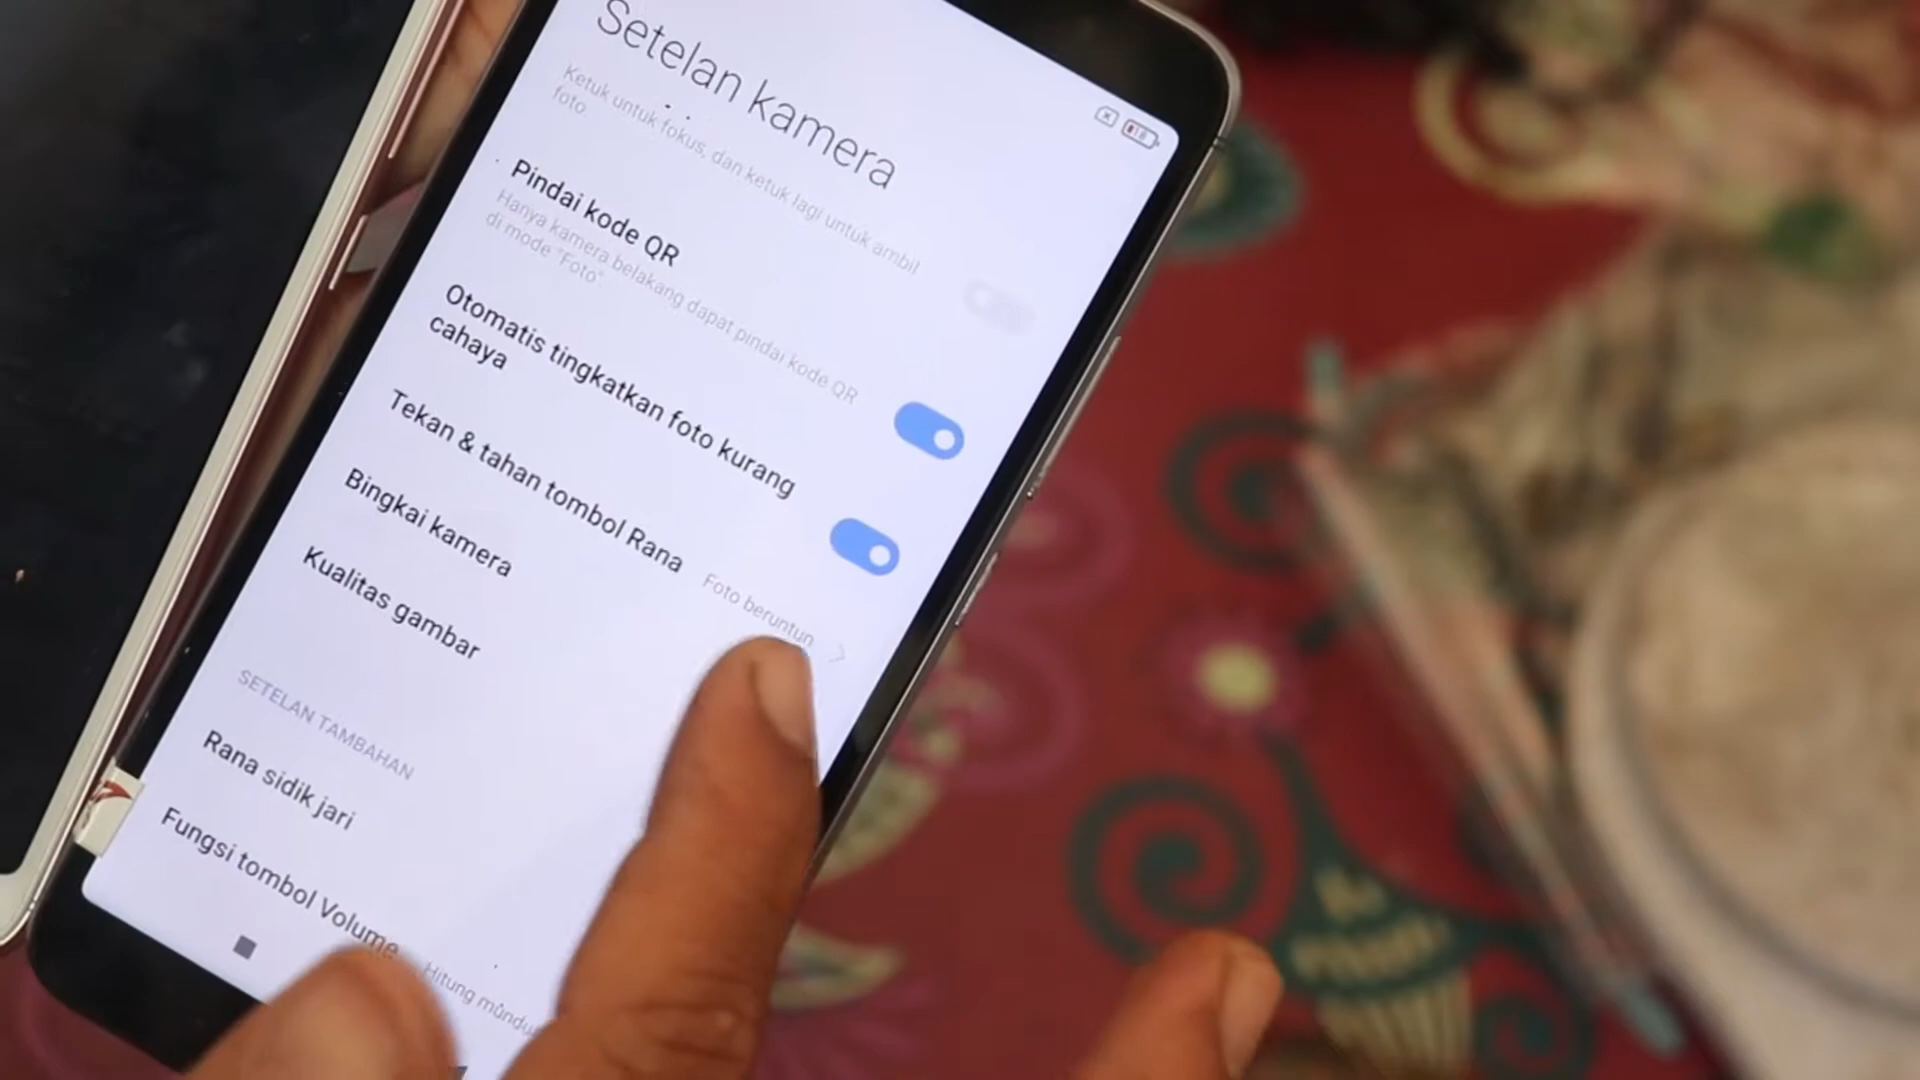 Setelan kamera
Ketuk untuk fokus, dan ketuk lagi untuk ambil
foto
Pindai kode QR
Hanya kamera belakang dapat pindai kode QR
di mode "Foto"
Otomatis tingkatkan foto kurang
cahaya
Tekan & tahan tombol Rana
Foto beruntun
Bingkai kamera
Kualitas gambar
SETELAN TAMBAHAN
Rana sidik jari
Fungsi tombol Volume
Hitung